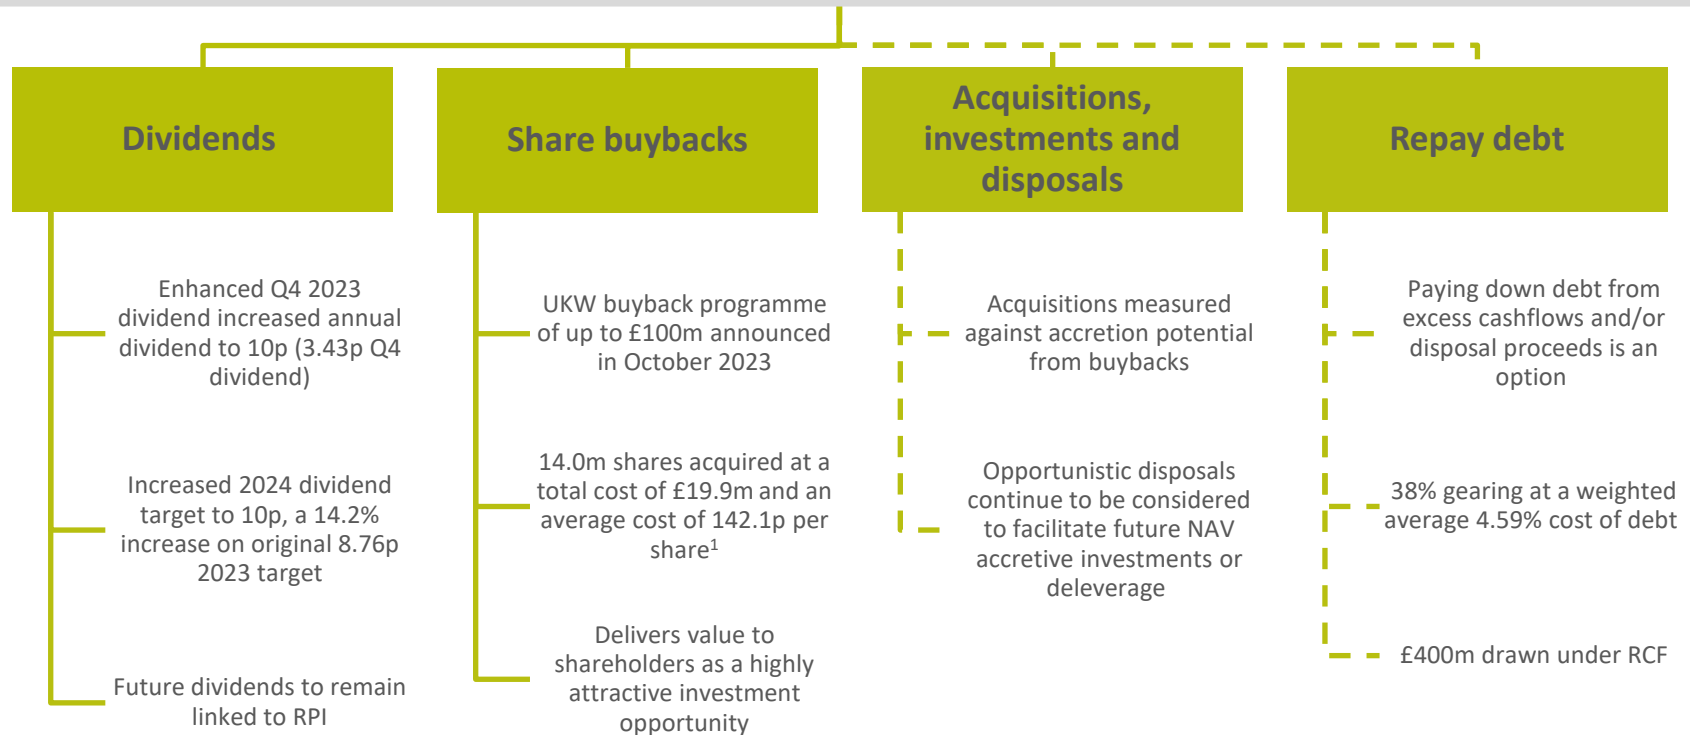 Dividends
Enhanced Q4 2023
dividend increased annual
dividend to 10p (3.43p Q4
dividend)
Increased 2024 dividend
target to 10p, a 14.2%
increase on original 8.76p
2023 target
Future dividends to remain
linked to RPI
Share buybacks
UKW buyback programme
of up to £100m announced
in October 2023
14.0m shares acquired at a
total cost of £19.9m and an
average cost of 142.1p per
share¹
Delivers value to
shareholders as a highly
attractive investment
opportunity
Acquisitions,
investments and
disposals
Acquisitions measured
against accretion potential
from buybacks
Opportunistic disposals
continue to be considered
to facilitate future NAV
accretive investments or
deleverage
Repay debt
Paying down debt from
excess cashflows and/or
disposal proceeds is an
option
38% gearing at a weighted
average 4.59% cost of debt
£400m drawn under RCF